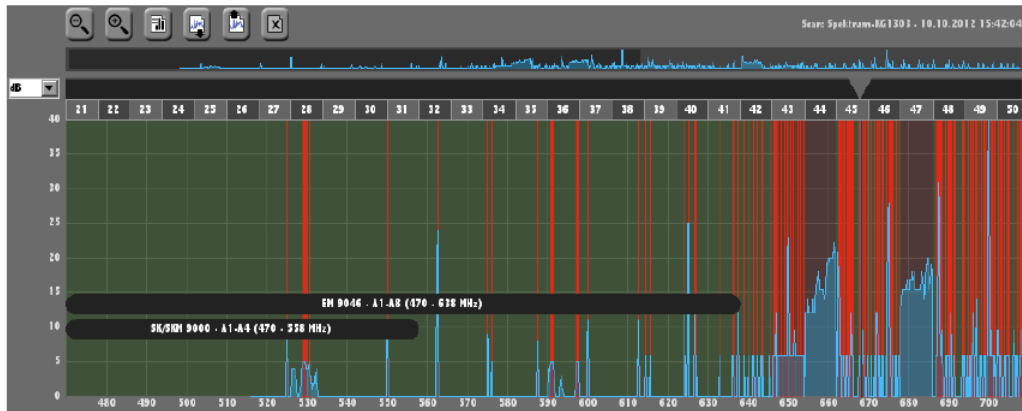 Scan: Spektrum-KG1303 - 10.10.2012 15:42:04
dB
21 22 23 24 25 26 27 28 29 30 31 32 33 34 35 36 37 38 39 40 41 42 43 44 45 46 47 48 49 50
40
35
30
25
20
15
EM 9046 - A1-A8 (470 - 638 MHz)
10
SK/SKM 9000 - A1-A4 (470 - 558 MHz)
5
0
480 490 500 510 520 530 540 550 560 570 580 590 600 610 620 630 640 650 660 670 680 690 700